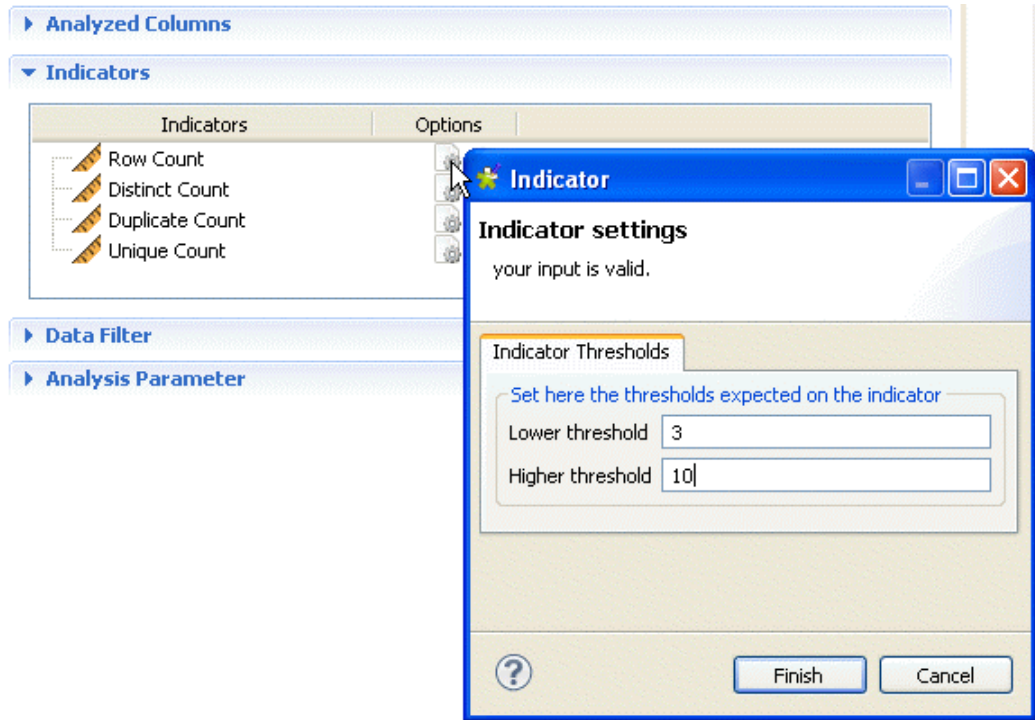 Analyzed Columns
Indicators
Indicators Options
Row Count
Distinct Count
Duplicate Count
Unique Count
Data Filter
Analysis Parameter
Indicator
Indicator settings
your input is valid.
Indicator Thresholds
Set here the thresholds expected on the indicator
Lower threshold 3
Higher threshold 10
?
Finish Cancel